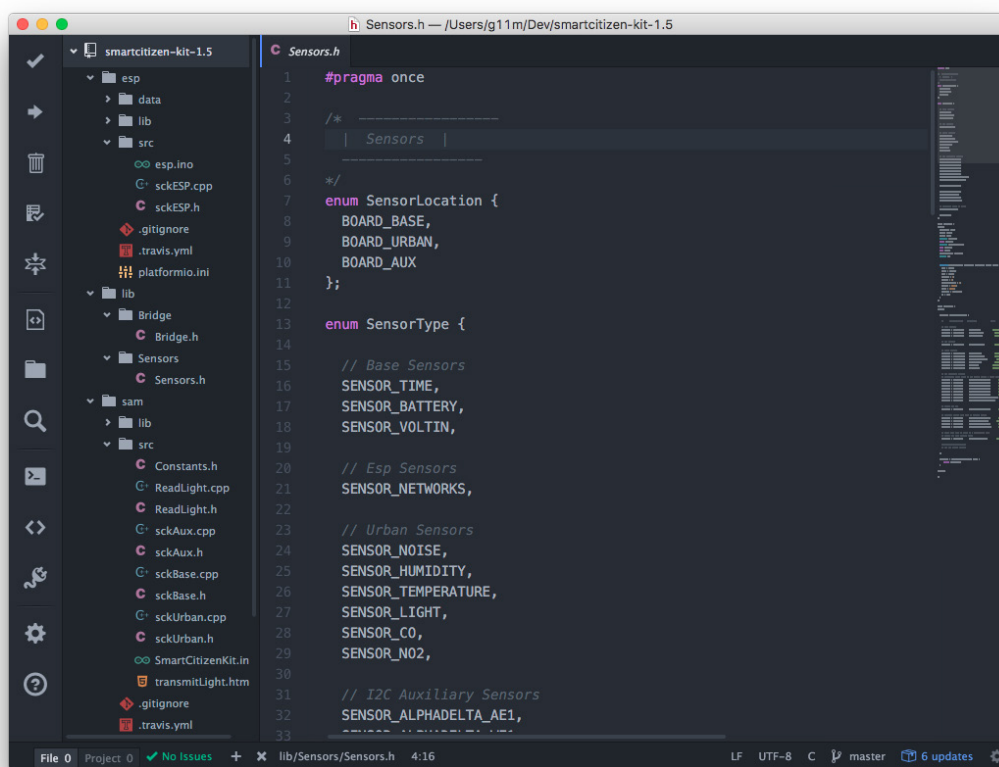 Sensors.h — /Users/g11m/Dev/smartcitizen-kit-1.5
smartcitizen-kit-1.5
esp
data
lib
src
esp.ino
sckESP.cpp
sckESP.h
.gitignore
.travis.yml
platformio.ini
lib
Bridge
Bridge.h
Sensors
Sensors.h
sam
lib
src
Constants.h
ReadLight.cpp
ReadLight.h
sckAux.cpp
sckAux.h
sckBase.cpp
sckBase.h
sckUrban.cpp
sckUrban.h
SmartCitizenKit.in
transmitLight.htm
.gitignore
.travis.yml
Sensors.h
1 #pragma once
2
3 /* -----------------
4 | Sensors |
5 -----------------
6 */
7 enum SensorLocation {
8 BOARD_BASE,
9 BOARD_URBAN,
10 BOARD_AUX
11 };
12
13 enum SensorType {
14
15 // Base Sensors
16 SENSOR_TIME,
17 SENSOR_BATTERY,
18 SENSOR_VOLTIN,
19
20 // Esp Sensors
21 SENSOR_NETWORKS,
22
23 // Urban Sensors
24 SENSOR_NOISE,
25 SENSOR_HUMIDITY,
26 SENSOR_TEMPERATURE,
27 SENSOR_LIGHT,
28 SENSOR_CO,
29 SENSOR_NO2,
30
31 // I2C Auxiliary Sensors
32 SENSOR_ALPHADELTA_AE1,
33
File 0 Project 0 No Issues lib/Sensors/Sensors.h 4:16 LF UTF-8 C master 6 updates